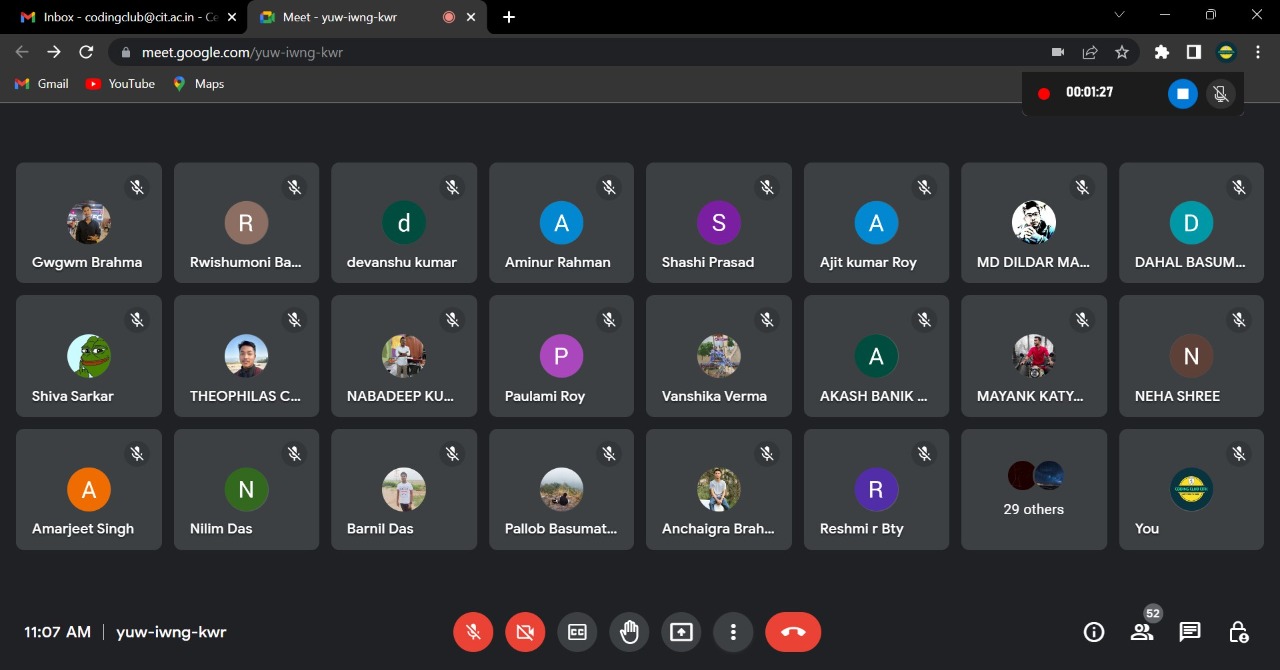 Inbox - codingclub@cit.ac.in - Ce
Meet - yuw-iwng-kwr
meet.google.com/yuw-iwng-kwr
Gmail
YouTube
Maps
00:01:27
Gwgwm Brahma
R
Rwishumoni Ba...
d
devanshu kumar
A
Aminur Rahman
S
Shashi Prasad
A
Ajit kumar Roy
MD DILDAR MA...
D
DAHAL BASUM...
Shiva Sarkar
THEOPHILAS C...
NABADEEP KU...
P
Paulami Roy
Vanshika Verma
A
AKASH BANIK ...
MAYANK KATY...
N
NEHA SHREE
A
Amarjeet Singh
N
Nilim Das
Barnil Das
Pallob Basumat...
Anchaigra Brah...
R
Reshmi r Bty
29 others
CODING CLUB
You
11:07 AM
yuw-iwng-kwr
CC
52